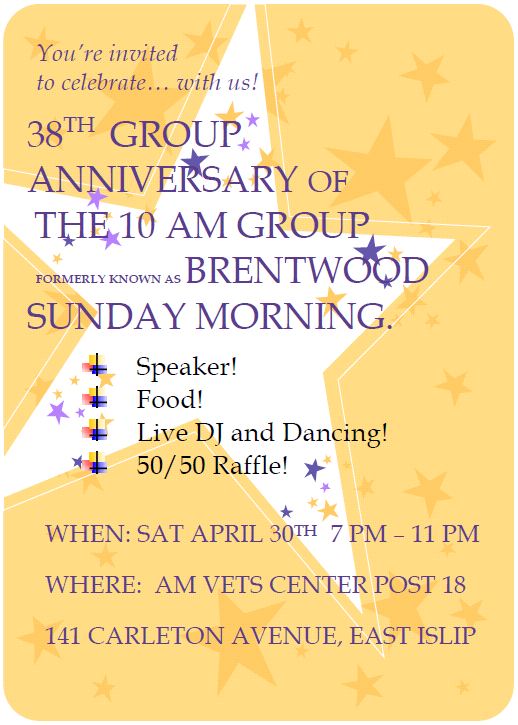 You're invited
to celebrate… with us!
38TH GROUP
ANNIVERSARY OF
THE 10 AM GROUP
FORMERLY KNOWN AS BRENTWOOD
SUNDAY MORNING.
Speaker!
Food!
Live DJ and Dancing!
50/50 Raffle!
WHEN: SAT APRIL 30TH 7 PM – 11 PM
WHERE: AM VETS CENTER POST 18
141 CARLETON AVENUE, EAST ISLIP